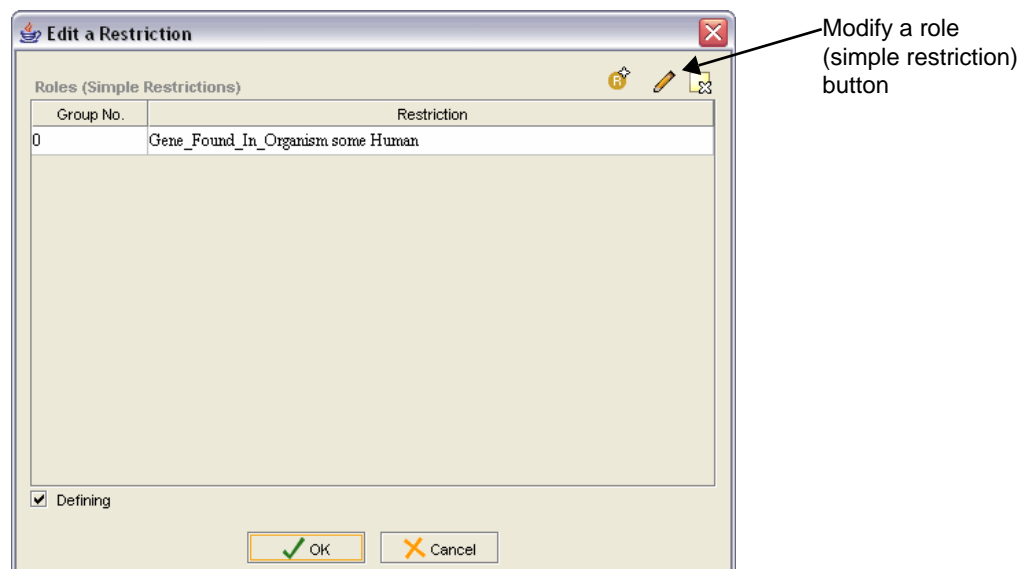 Edit a Restriction
Modify a role
(simple restriction)
button
Roles (Simple Restrictions)
R
Group No. Restriction
0 Gene_Found_In_Organism some Human
Defining
OK Cancel